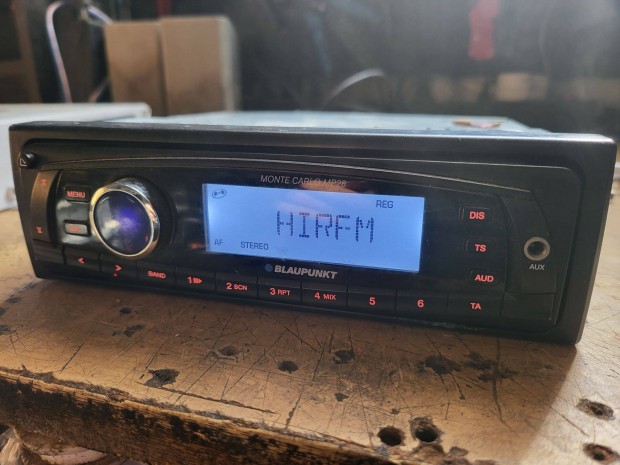 MONTE CARLO MP28
MENU
REG
HIRFM
AF STEREO
DIS
TS
AUD
TA
AUX
BLAUPUNKT
< > BAND 1 2 SCN 3 RPT 4 MIX 5 6